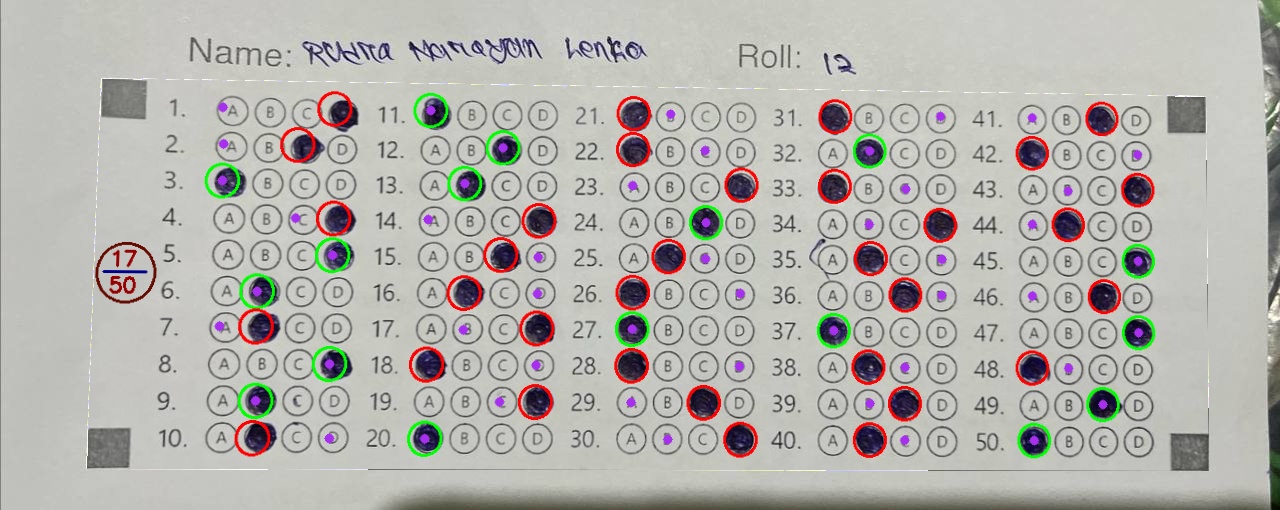 Name: Rudra Narayan Lenka Roll: 12
1. A B C 11. B C D 21. C D 31. B C 41. B D
2. A B D 12. A B D 22. B D 32. A C D 42. B C
3. B C D 13. A C D 23. B C 33. B D 43. A C
4. A B 14. B C 24. A B D 34. A C 44. C D
5. A B C 15. A B 25. A D 35. A C 45. A B C
17
50
6. A C D 16. A C 26. B C 36. A B 46. B D
7. A C D 17. A C 27. B C D 37. B C D 47. A B C
8. A B C 18. B C 28. B C 38. A D 48. C D
9. A D 19. A B 29. B D 39. A D 49. A B D
10. A C 20. B C D 30. A C 40. A D 50. B C D